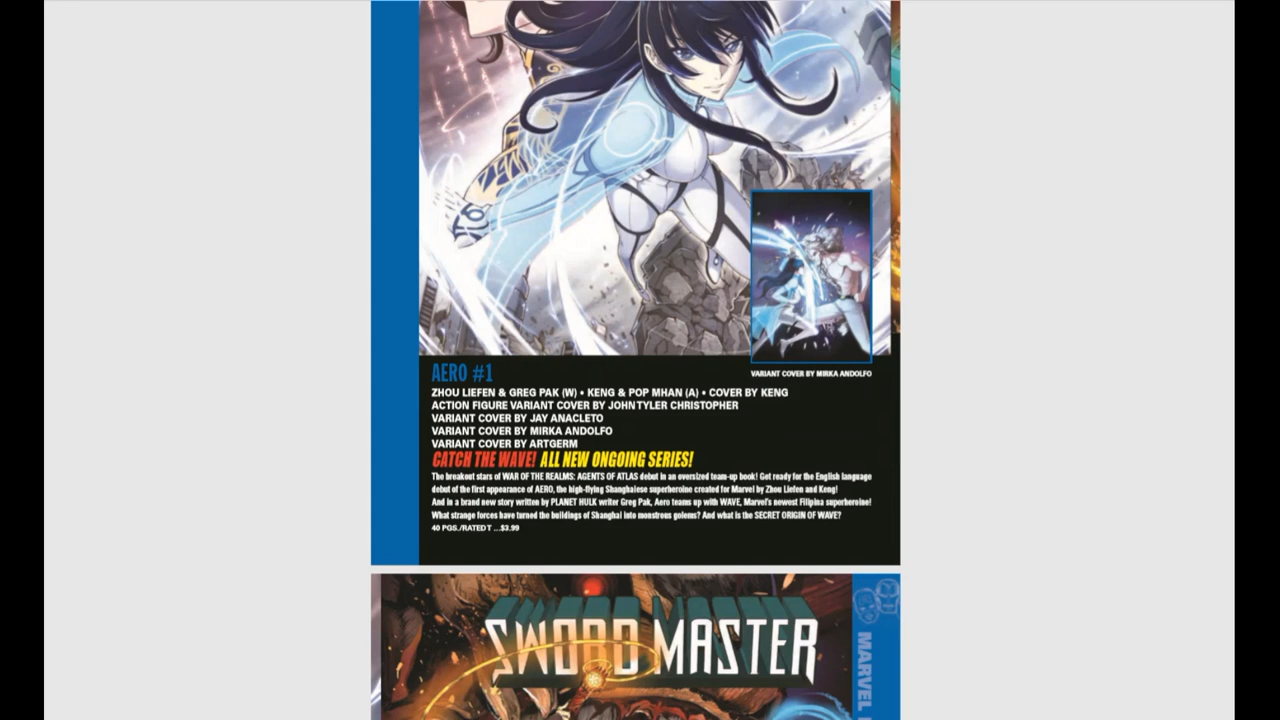 AERO #1
VARIANT COVER BY MIRKA ANDOLFO
ZHOU LIEFEN & GREG PAK (W) • KENG & POP MHAN (A) • COVER BY KENG
ACTION FIGURE VARIANT COVER BY JOHN TYLER CHRISTOPHER
VARIANT COVER BY JAY ANACLETO
VARIANT COVER BY MIRKA ANDOLFO
VARIANT COVER BY ARTGERM
CATCH THE WAVE! ALL NEW ONGOING SERIES!
The breakout stars of WAR OF THE REALMS: AGENTS OF ATLAS debut in an oversized team-up book! Get ready for the English language
debut of the first appearance of AERO, the high-flying Shanghaiese superheroine created for Marvel by Zhou Liefen and Keng!
And in a brand new story written by PLANET HULK writer Greg Pak, Aero teams up with WAVE, Marvel's newest Filipina superheroine!
What strange forces have turned the buildings of Shanghai into monstrous golems? And what is the SECRET ORIGIN OF WAVE?
40 PGS./RATED T ...$3.99
SWORD MASTER
MARVEL